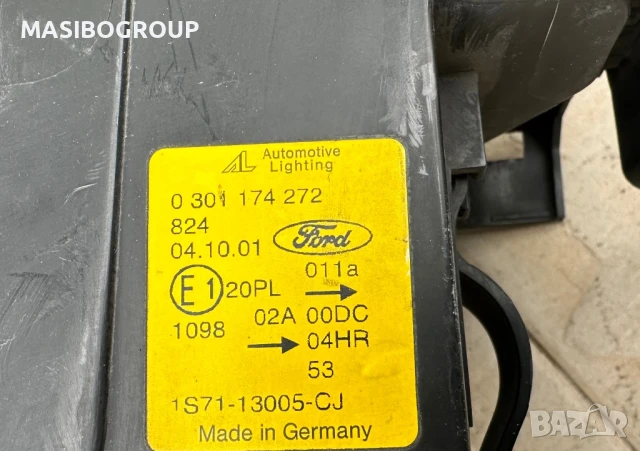 MASIBOGROUP
AL Automotive
Lighting
0 301 174 272
824
04.10.01 Ford
011a
E1 20PL →
1098 02A 00DC
→ 04HR
53
1S71-13005-CJ
Made in Germany
bazar